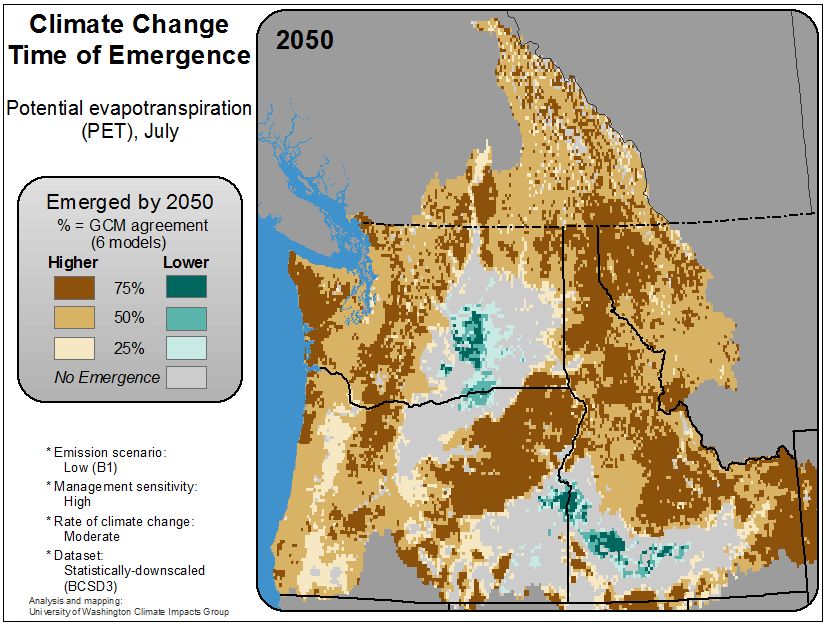 Climate Change
Time of Emergence
Potential evapotranspiration
(PET), July
2050
Emerged by 2050
% = GCM agreement
(6 models)
Higher Lower
75%
50%
25%
No Emergence
* Emission scenario:
Low (B1)
* Management sensitivity:
High
* Rate of climate change:
Moderate
* Dataset:
Statistically-downscaled
(BCSD3)
Analysis and mapping:
University of Washington Climate Impacts Group